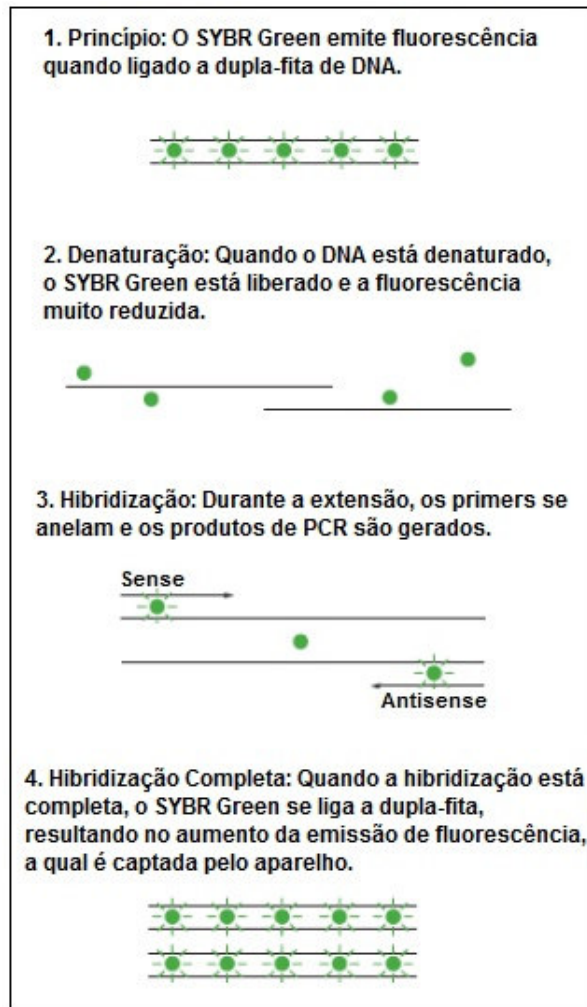 1. Princípio: O SYBR Green emite fluorescência
quando ligado a dupla-fita de DNA.
2. Denaturação: Quando o DNA está denaturado,
o SYBR Green está liberado e a fluorescência
muito reduzida.
3. Hibridização: Durante a extensão, os primers se
anelam e os produtos de PCR são gerados.
Sense
Antisense
4. Hibridização Completa: Quando a hibridização está
completa, o SYBR Green se liga a dupla-fita,
resultando no aumento da emissão de fluorescência,
a qual é captada pelo aparelho.